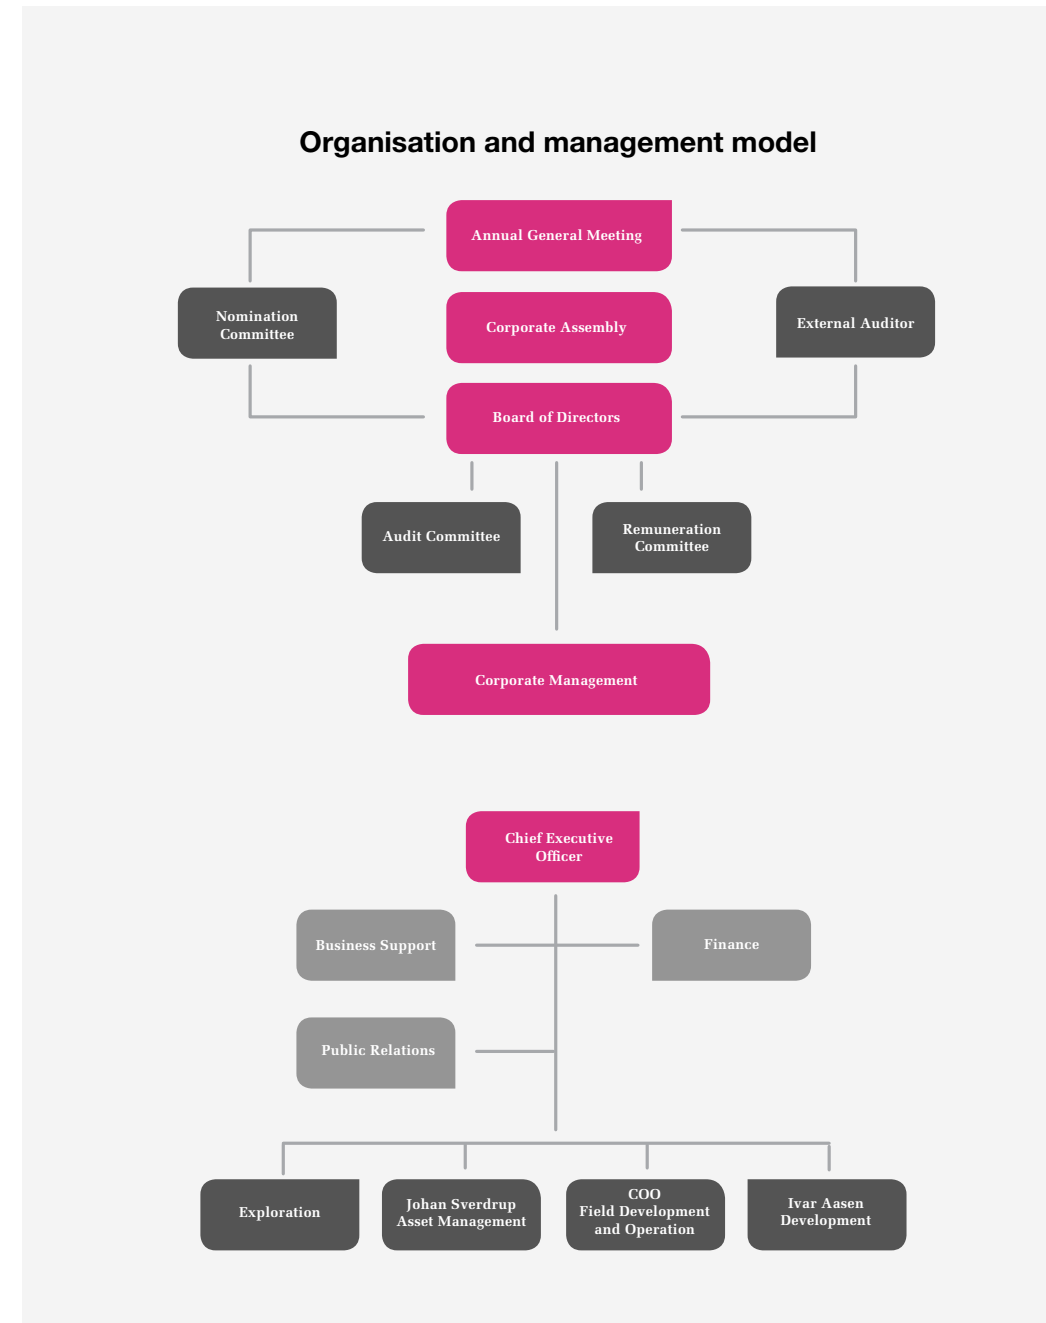 Organisation and management model
Annual General Meeting
Nomination
Committee
Corporate Assembly
External Auditor
Board of Directors
Audit Committee
Remuneration
Committee
Corporate Management
Chief Executive
Officer
Business Support
Finance
Public Relations
Exploration
Johan Sverdrup
Asset Management
COO
Field Development
and Operation
Ivar Aasen
Development